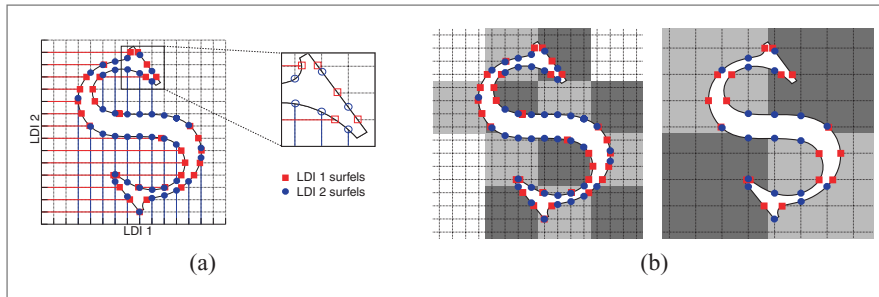 LDI 2
LDI 1
LDI 1 surfels
LDI 2 surfels
(a)
(b)